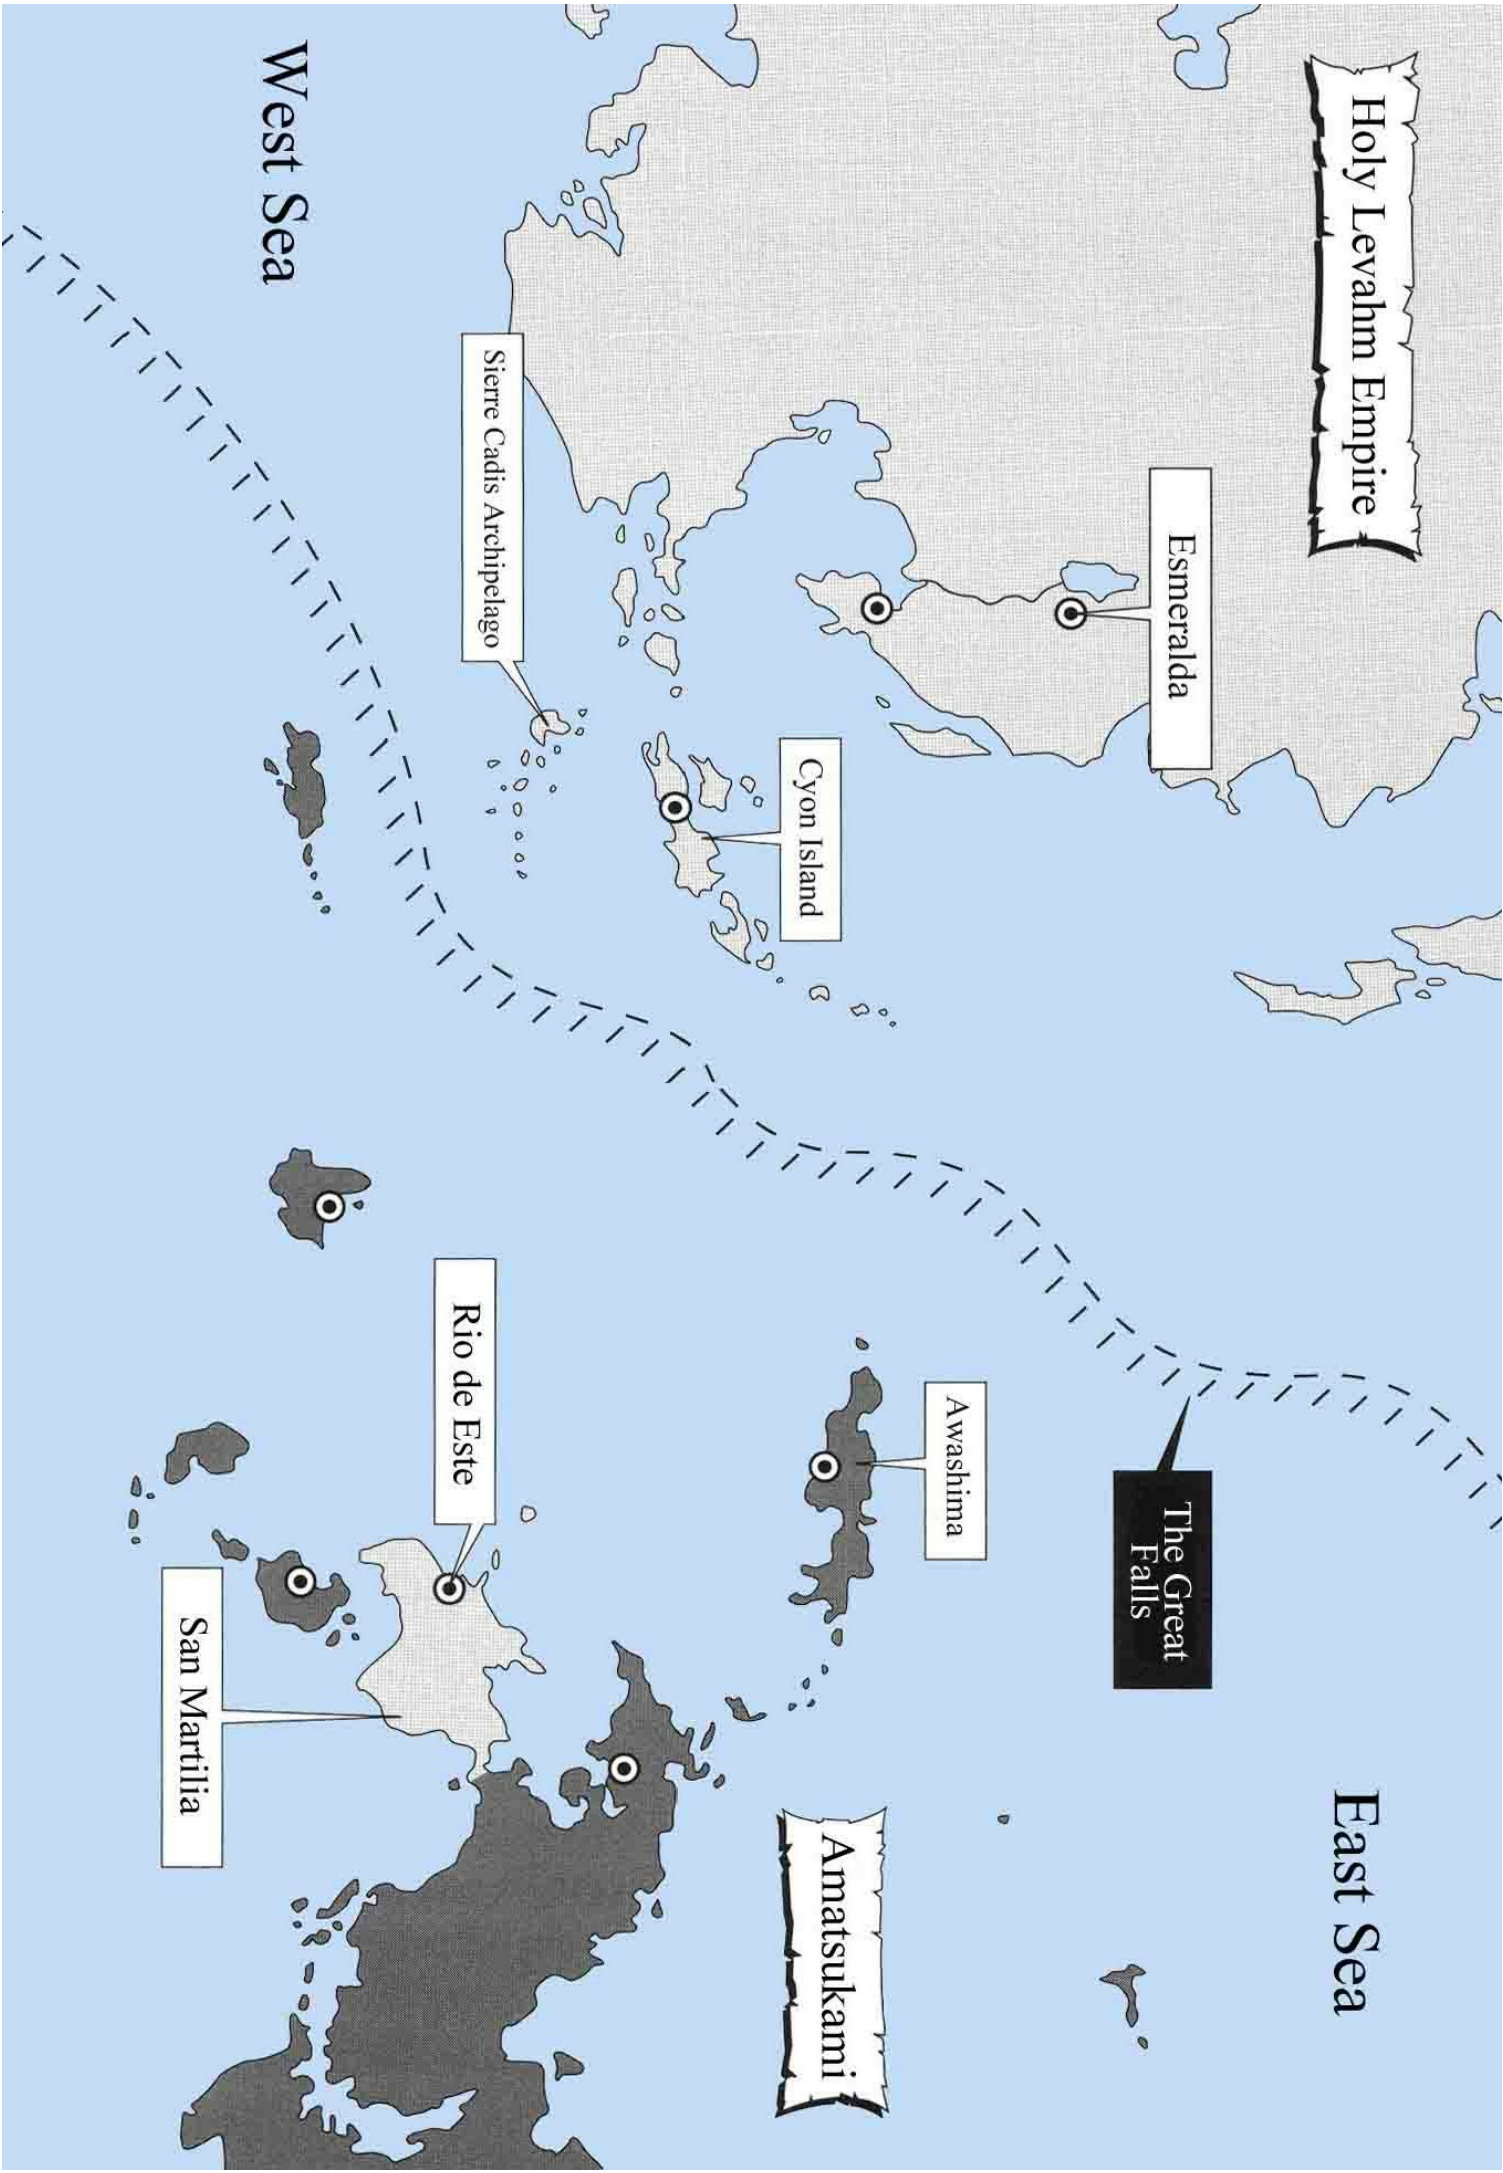 Holy Levahm Empire
Esmeralda
Cyon Island
Sierre Cadis Archipelago
West Sea
East Sea
The Great
Falls
Awashima
Amatsukami
Rio de Este
San Martilia